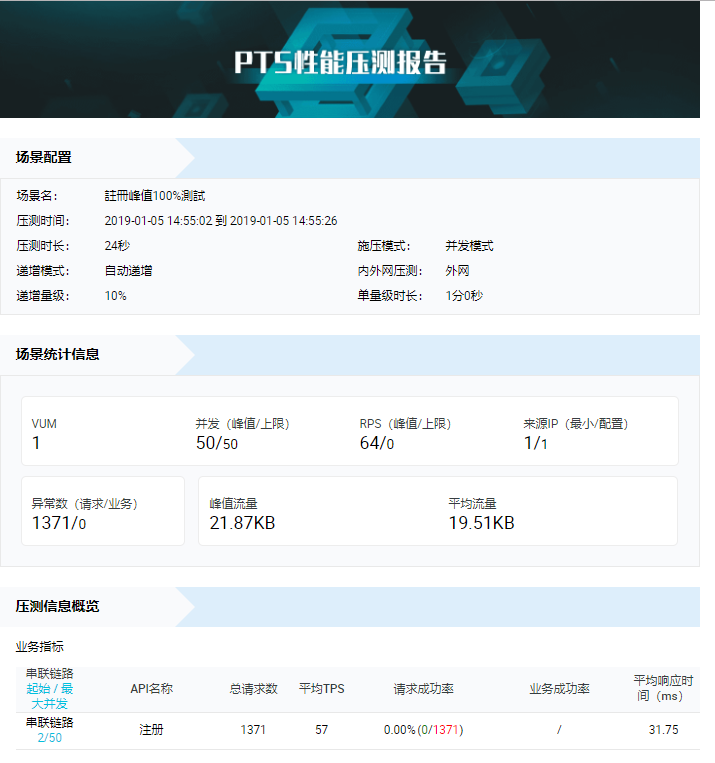 PTS性能压测报告
场景配置
场景名： 註冊峰值100%測試
压测时间： 2019-01-05 14:55:02 到 2019-01-05 14:55:26
压测时长： 24秒 施压模式： 并发模式
递增模式： 自动递增 内外网压测： 外网
递增量级： 10% 单量级时长： 1分0秒
场景统计信息
VUM 并发（峰值/上限） RPS（峰值/上限） 来源IP（最小/配置）
1 50/50 64/0 1/1
异常数（请求/业务） 峰值流量 平均流量
1371/0 21.87KB 19.51KB
压测信息概览
业务指标
串联链路
起始 / 最
大并发
API名称 总请求数 平均TPS 请求成功率 业务成功率
平均响应时
间（ms）
串联链路
2/50
注册 1371 57 0.00%(0/1371) / 31.75